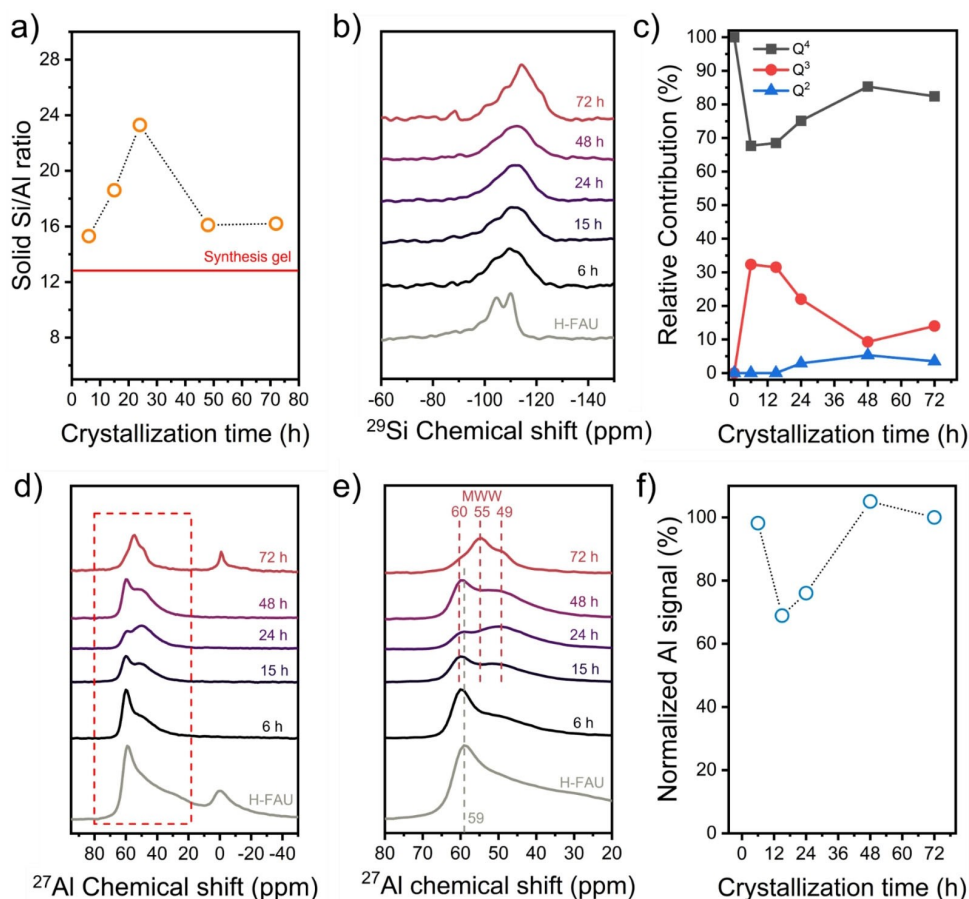 a)
28
24
20
16
12
8
Solid Si/Al ratio
Synthesis gel
0 10 20 30 40 50 60 70 80
Crystallization time (h)
b)
72 h
48 h
24 h
15 h
6 h
H-FAU
-60 -80 -100 -120 -140
²⁹Si Chemical shift (ppm)
c)
100
90
80
70
60
50
40
30
20
10
0
Relative Contribution (%)
Q⁴
Q³
Q²
0 12 24 36 48 60 72
Crystallization time (h)
d)
72 h
48 h
24 h
15 h
6 h
H-FAU
80 60 40 20 0 -20 -40
²⁷Al Chemical shift (ppm)
e)
MWW
60 55 49
72 h
48 h
24 h
15 h
6 h
H-FAU
59
80 70 60 50 40 30 20
²⁷Al chemical shift (ppm)
f)
100
80
60
40
20
0
Normalized Al signal (%)
0 12 24 36 48 60 72
Crystallization time (h)